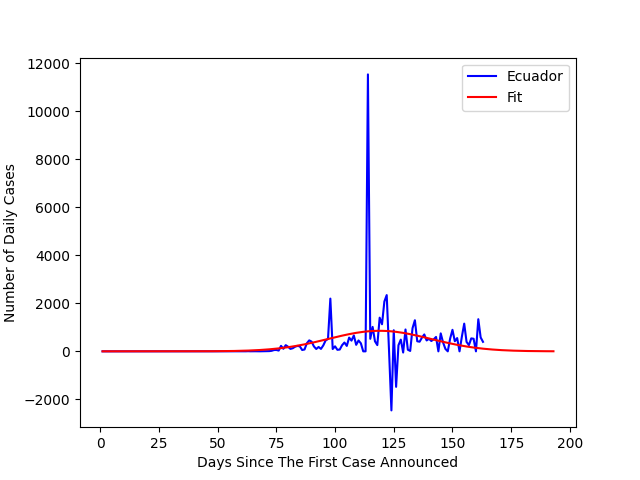 12000
10000
8000
6000
4000
2000
0
−2000
Number of Daily Cases
Ecuador
Fit
0 25 50 75 100 125 150 175 200
Days Since The First Case Announced